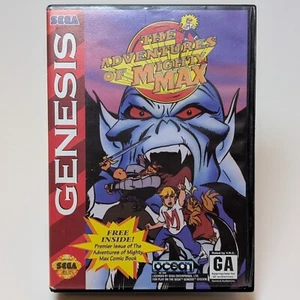 SEGA
GENESIS
THE
ADVENTURES
OF MIGHTY
MAX
FREE
INSIDE!
Premier Issue of The
Adventures of Mighty
Max Comic Book
SEGA
ocean
GA